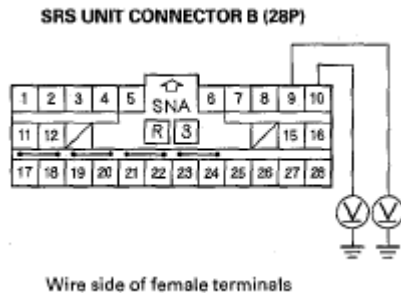 SRS UNIT CONNECTOR B (28P)
1 2 3 4 5 SNA 6 7 8 9 10
11 12 R 3 15 16
17 18 19 20 21 22 23 24 25 26 27 28
V V
Wire side of female terminals